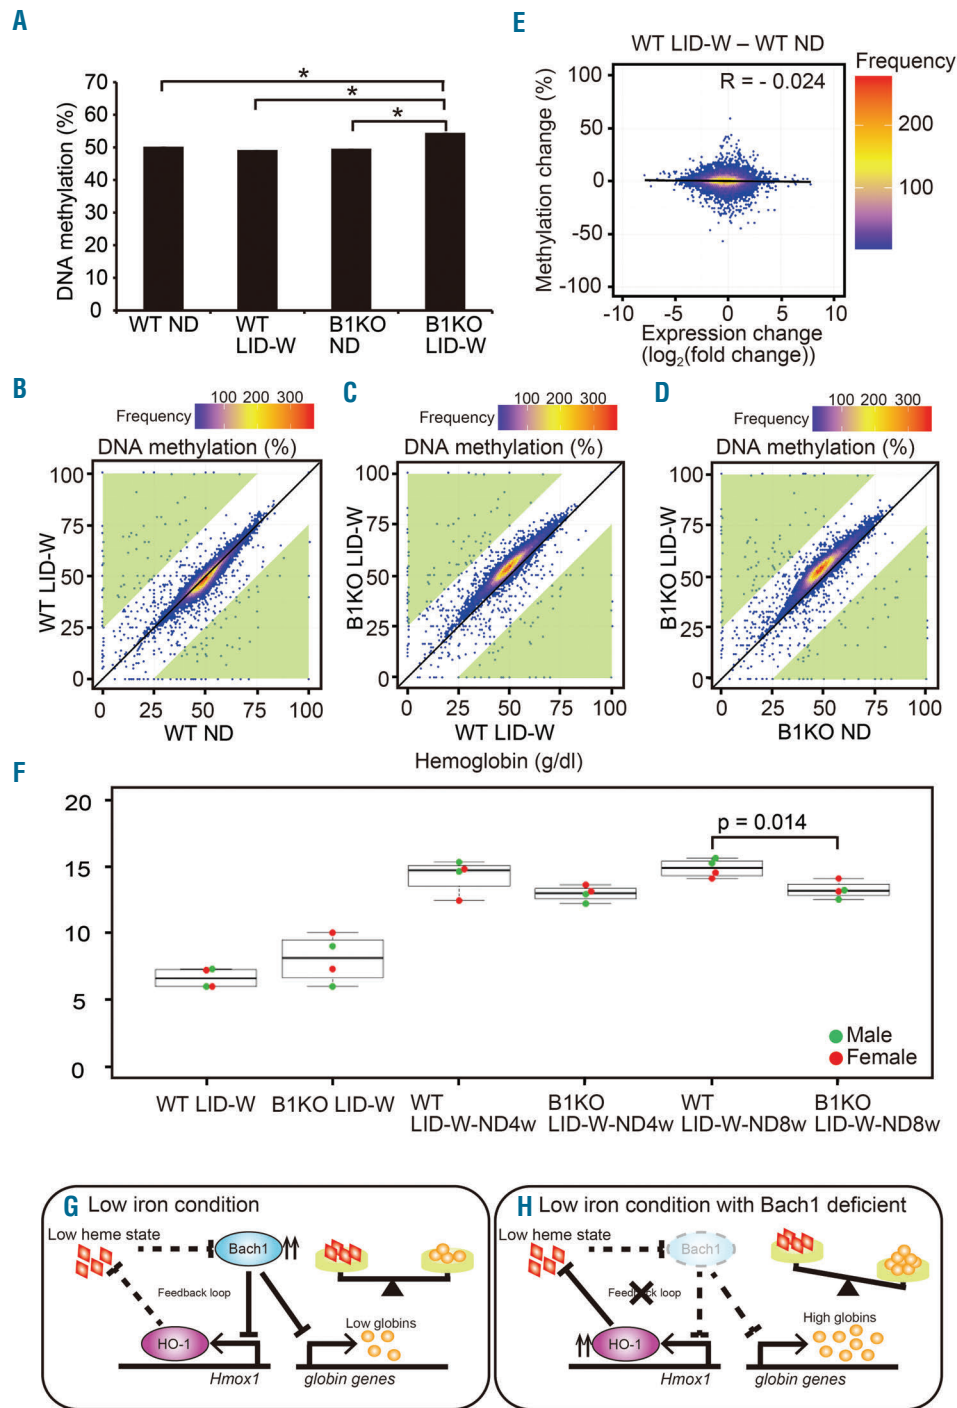 A
DNA methylation (%)
70
60
50
40
30
20
10
0
*
*
*
WT ND
WT
LID-W
B1KO
ND
B1KO
LID-W
E
WT LID-W – WT ND
Methylation change (%)
100
50
0
-50
-100
R = - 0.024
-10
-5
0
5
10
Expression change
(log2(fold change))
Frequency
200
100
B
Frequency
100 200 300
DNA methylation (%)
WT LID-W
100
75
50
25
0
0 25 50 75 100
WT ND
C
Frequency
100 200 300
DNA methylation (%)
B1KO LID-W
100
75
50
25
0
0 25 50 75 100
WT LID-W
D
Frequency
100 200 300
DNA methylation (%)
B1KO LID-W
100
75
50
25
0
0 25 50 75 100
B1KO ND
F
Hemoglobin (g/dl)
20
15
10
5
0
p = 0.014
Male
Female
WT LID-W
B1KO LID-W
WT
LID-W-ND4w
B1KO
LID-W-ND4w
WT
LID-W-ND8w
B1KO
LID-W-ND8w
G Low iron condition
Low heme state
Bach1
Feedback loop
HO-1
Low globins
Hmox1
globin genes
H Low iron condition with Bach1 deficient
Low heme state
Bach1
Feedback loop
HO-1
High globins
Hmox1
globin genes